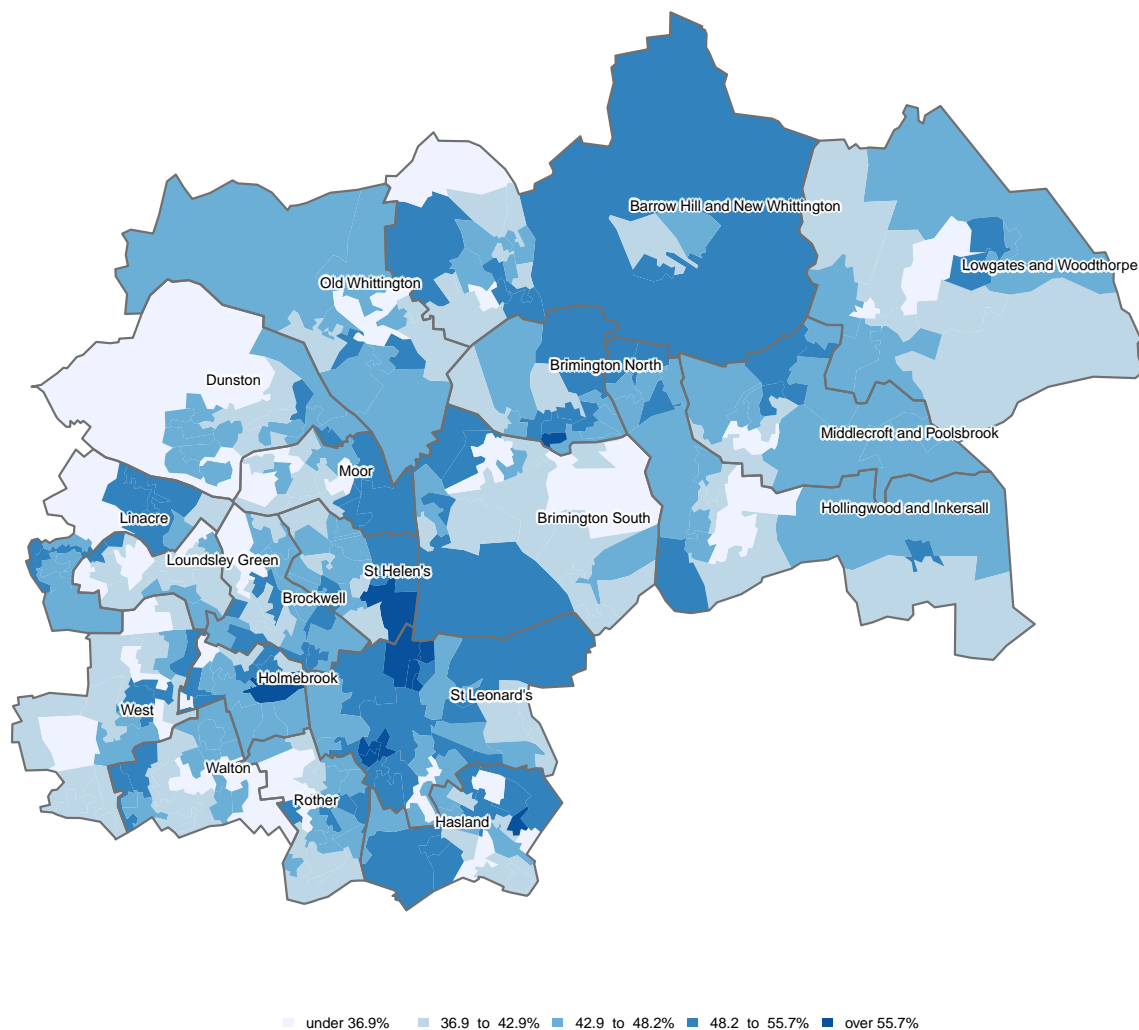 Barrow Hill and New Whittington
Lowgates and Woodthorpe
Old Whittington
Brimington North
Dunston
Middlecroft and Poolsbrook
Moor
Hollingwood and Inkersall
Linacre
Brimington South
Loundsley Green
St Helen's
Brockwell
Holmebrook
St Leonard's
West
Walton
Rother
Hasland
under 36.9% 36.9 to 42.9% 42.9 to 48.2% 48.2 to 55.7% over 55.7%